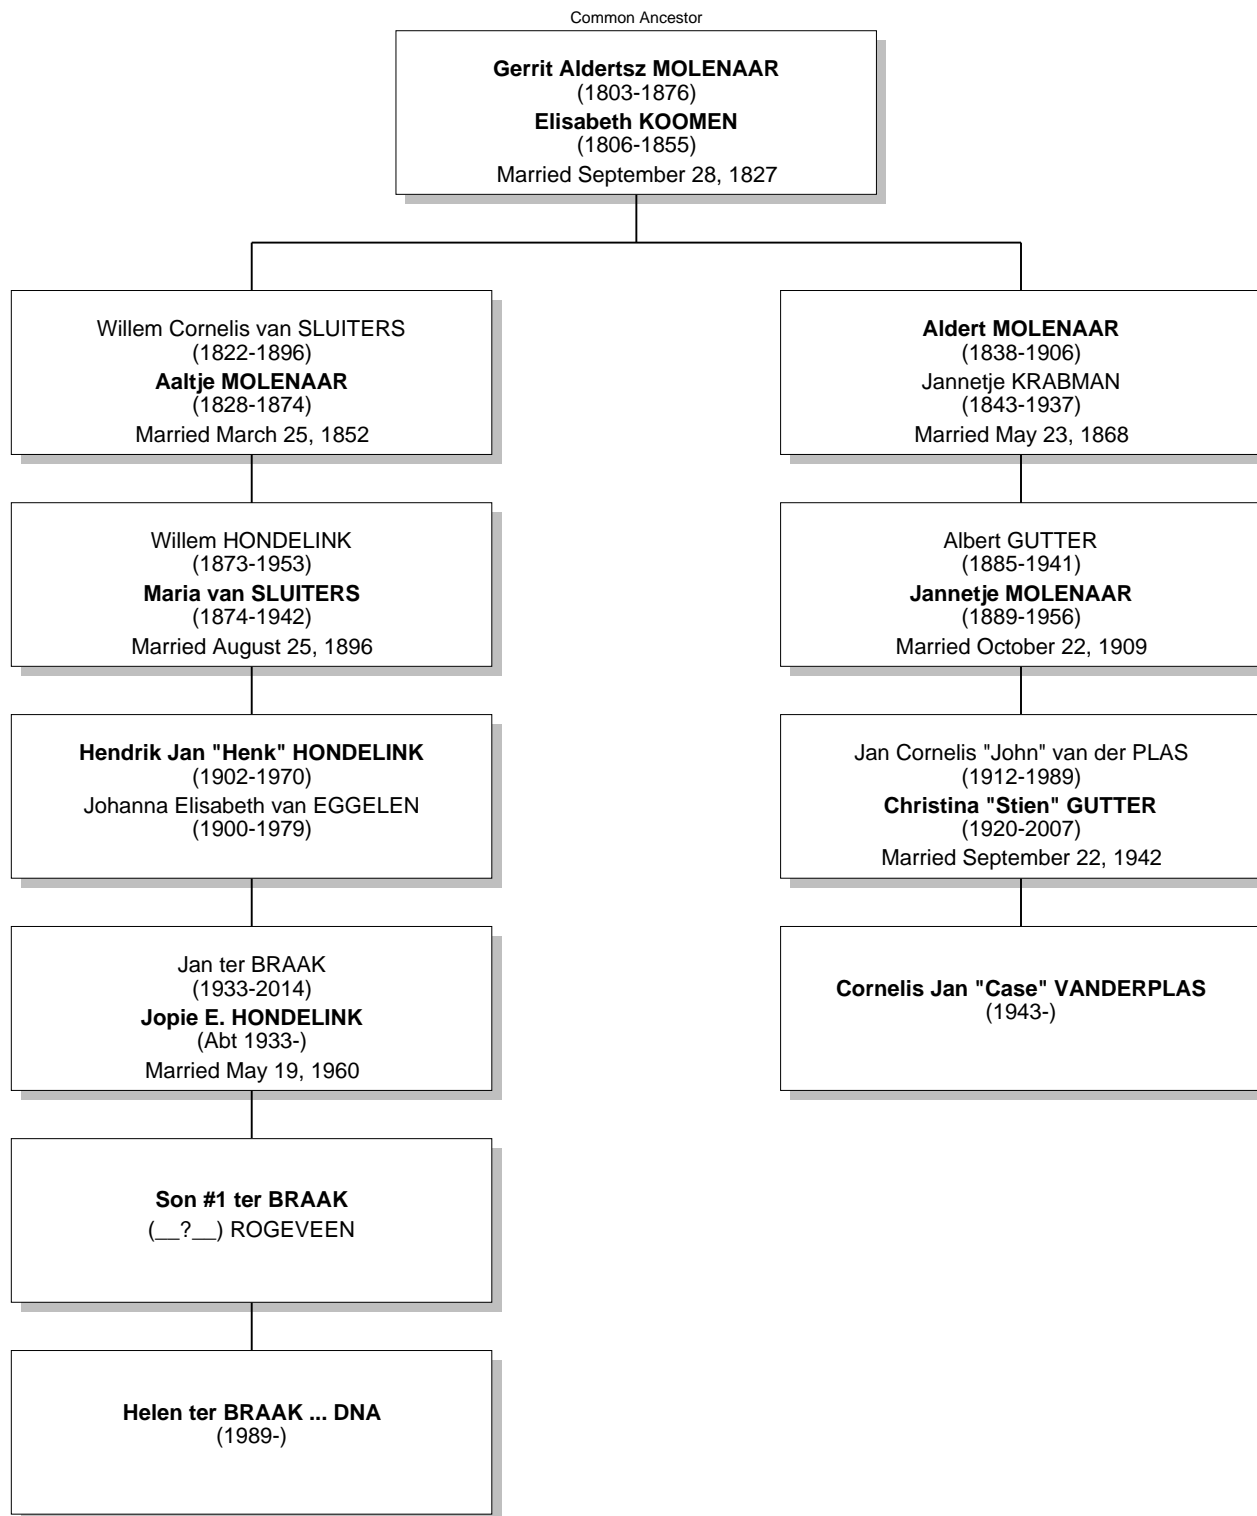 Common Ancestor
Gerrit Aldertsz MOLENAAR
(1803-1876)
Elisabeth KOOMEN
(1806-1855)
Married September 28, 1827
Willem Cornelis van SLUITERS
(1822-1896)
Aaltje MOLENAAR
(1828-1874)
Married March 25, 1852
Aldert MOLENAAR
(1838-1906)
Jannetje KRABMAN
(1843-1937)
Married May 23, 1868
Willem HONDELINK
(1873-1953)
Maria van SLUITERS
(1874-1942)
Married August 25, 1896
Albert GUTTER
(1885-1941)
Jannetje MOLENAAR
(1889-1956)
Married October 22, 1909
Hendrik Jan "Henk" HONDELINK
(1902-1970)
Johanna Elisabeth van EGGELEN
(1900-1979)
Jan Cornelis "John" van der PLAS
(1912-1989)
Christina "Stien" GUTTER
(1920-2007)
Married September 22, 1942
Jan ter BRAAK
(1933-2014)
Jopie E. HONDELINK
(Abt 1933-)
Married May 19, 1960
Cornelis Jan "Case" VANDERPLAS
(1943-)
Son #1 ter BRAAK
(__?__) ROGEVEEN
Helen ter BRAAK ... DNA
(1989-)